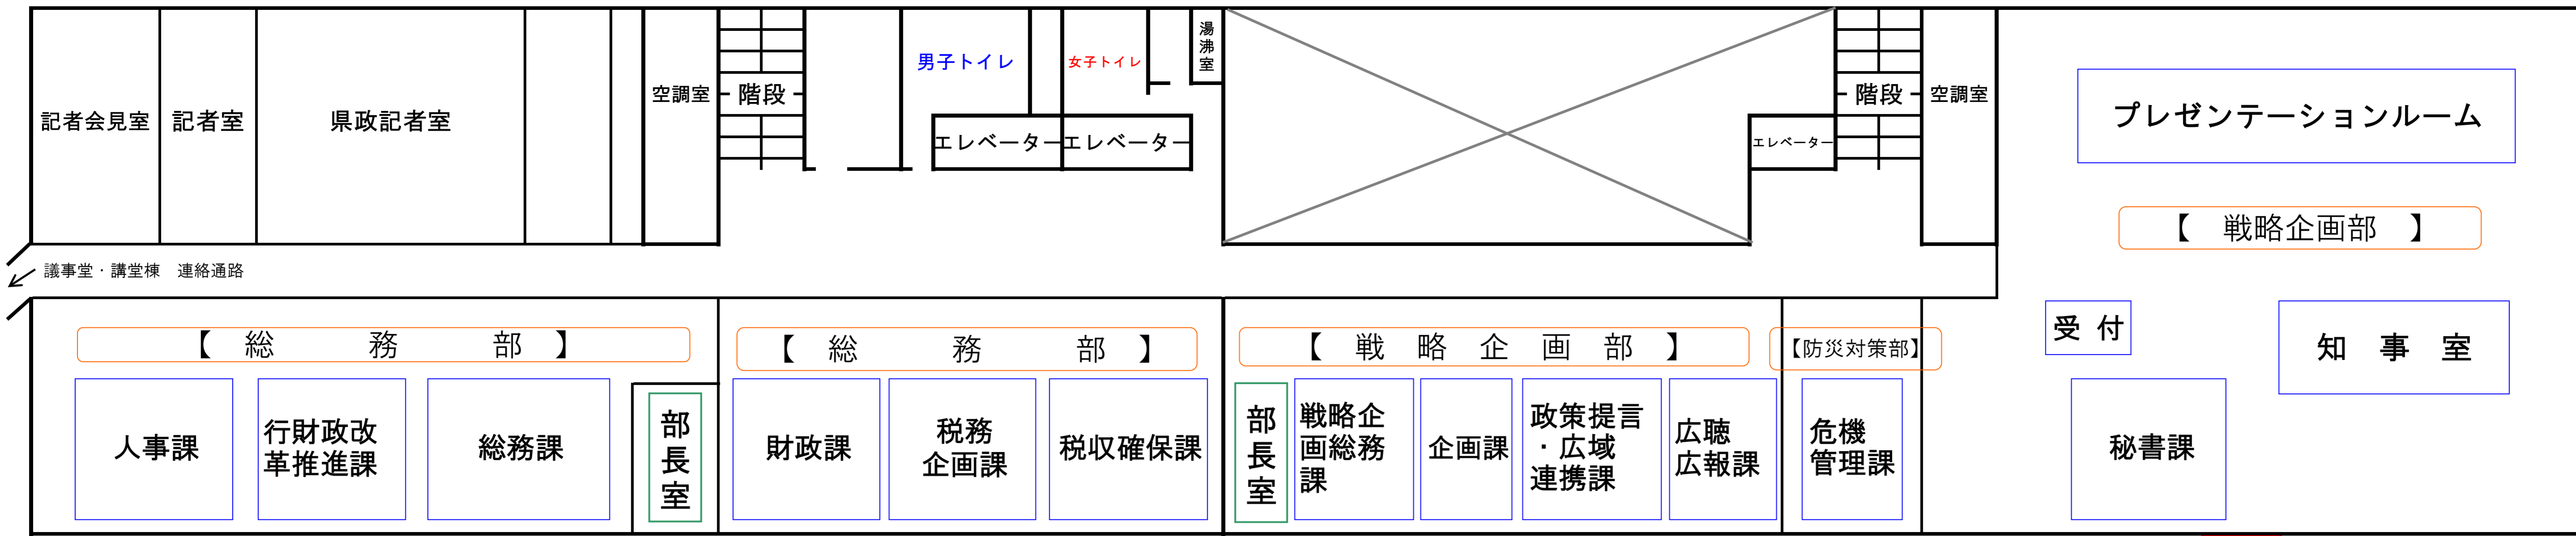 記者会見室
記者室
県政記者室
空調室
階段
男子トイレ
女子トイレ
湯沸室
エレベーター
エレベーター
エレベーター
階段
空調室
プレゼンテーションルーム
【 戦略企画部 】
議事堂・講堂棟 連絡通路
【 総 務 部 】
【 総 務 部 】
【 戦 略 企 画 部 】
【防災対策部】
受 付
知 事 室
人事課
行財政改
革推進課
総務課
部長室
財政課
税務
企画課
税収確保課
部長室
戦略企
画総務
課
企画課
政策提言
・広域
連携課
広聴
広報課
危機
管理課
秘書課